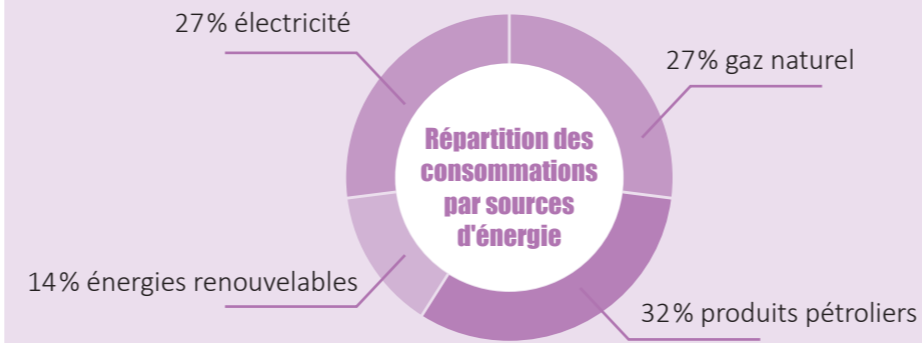 27% électricité
27% gaz naturel
Répartition des
consommations
par sources
d'énergie
14% énergies renouvelables
32% produits pétroliers